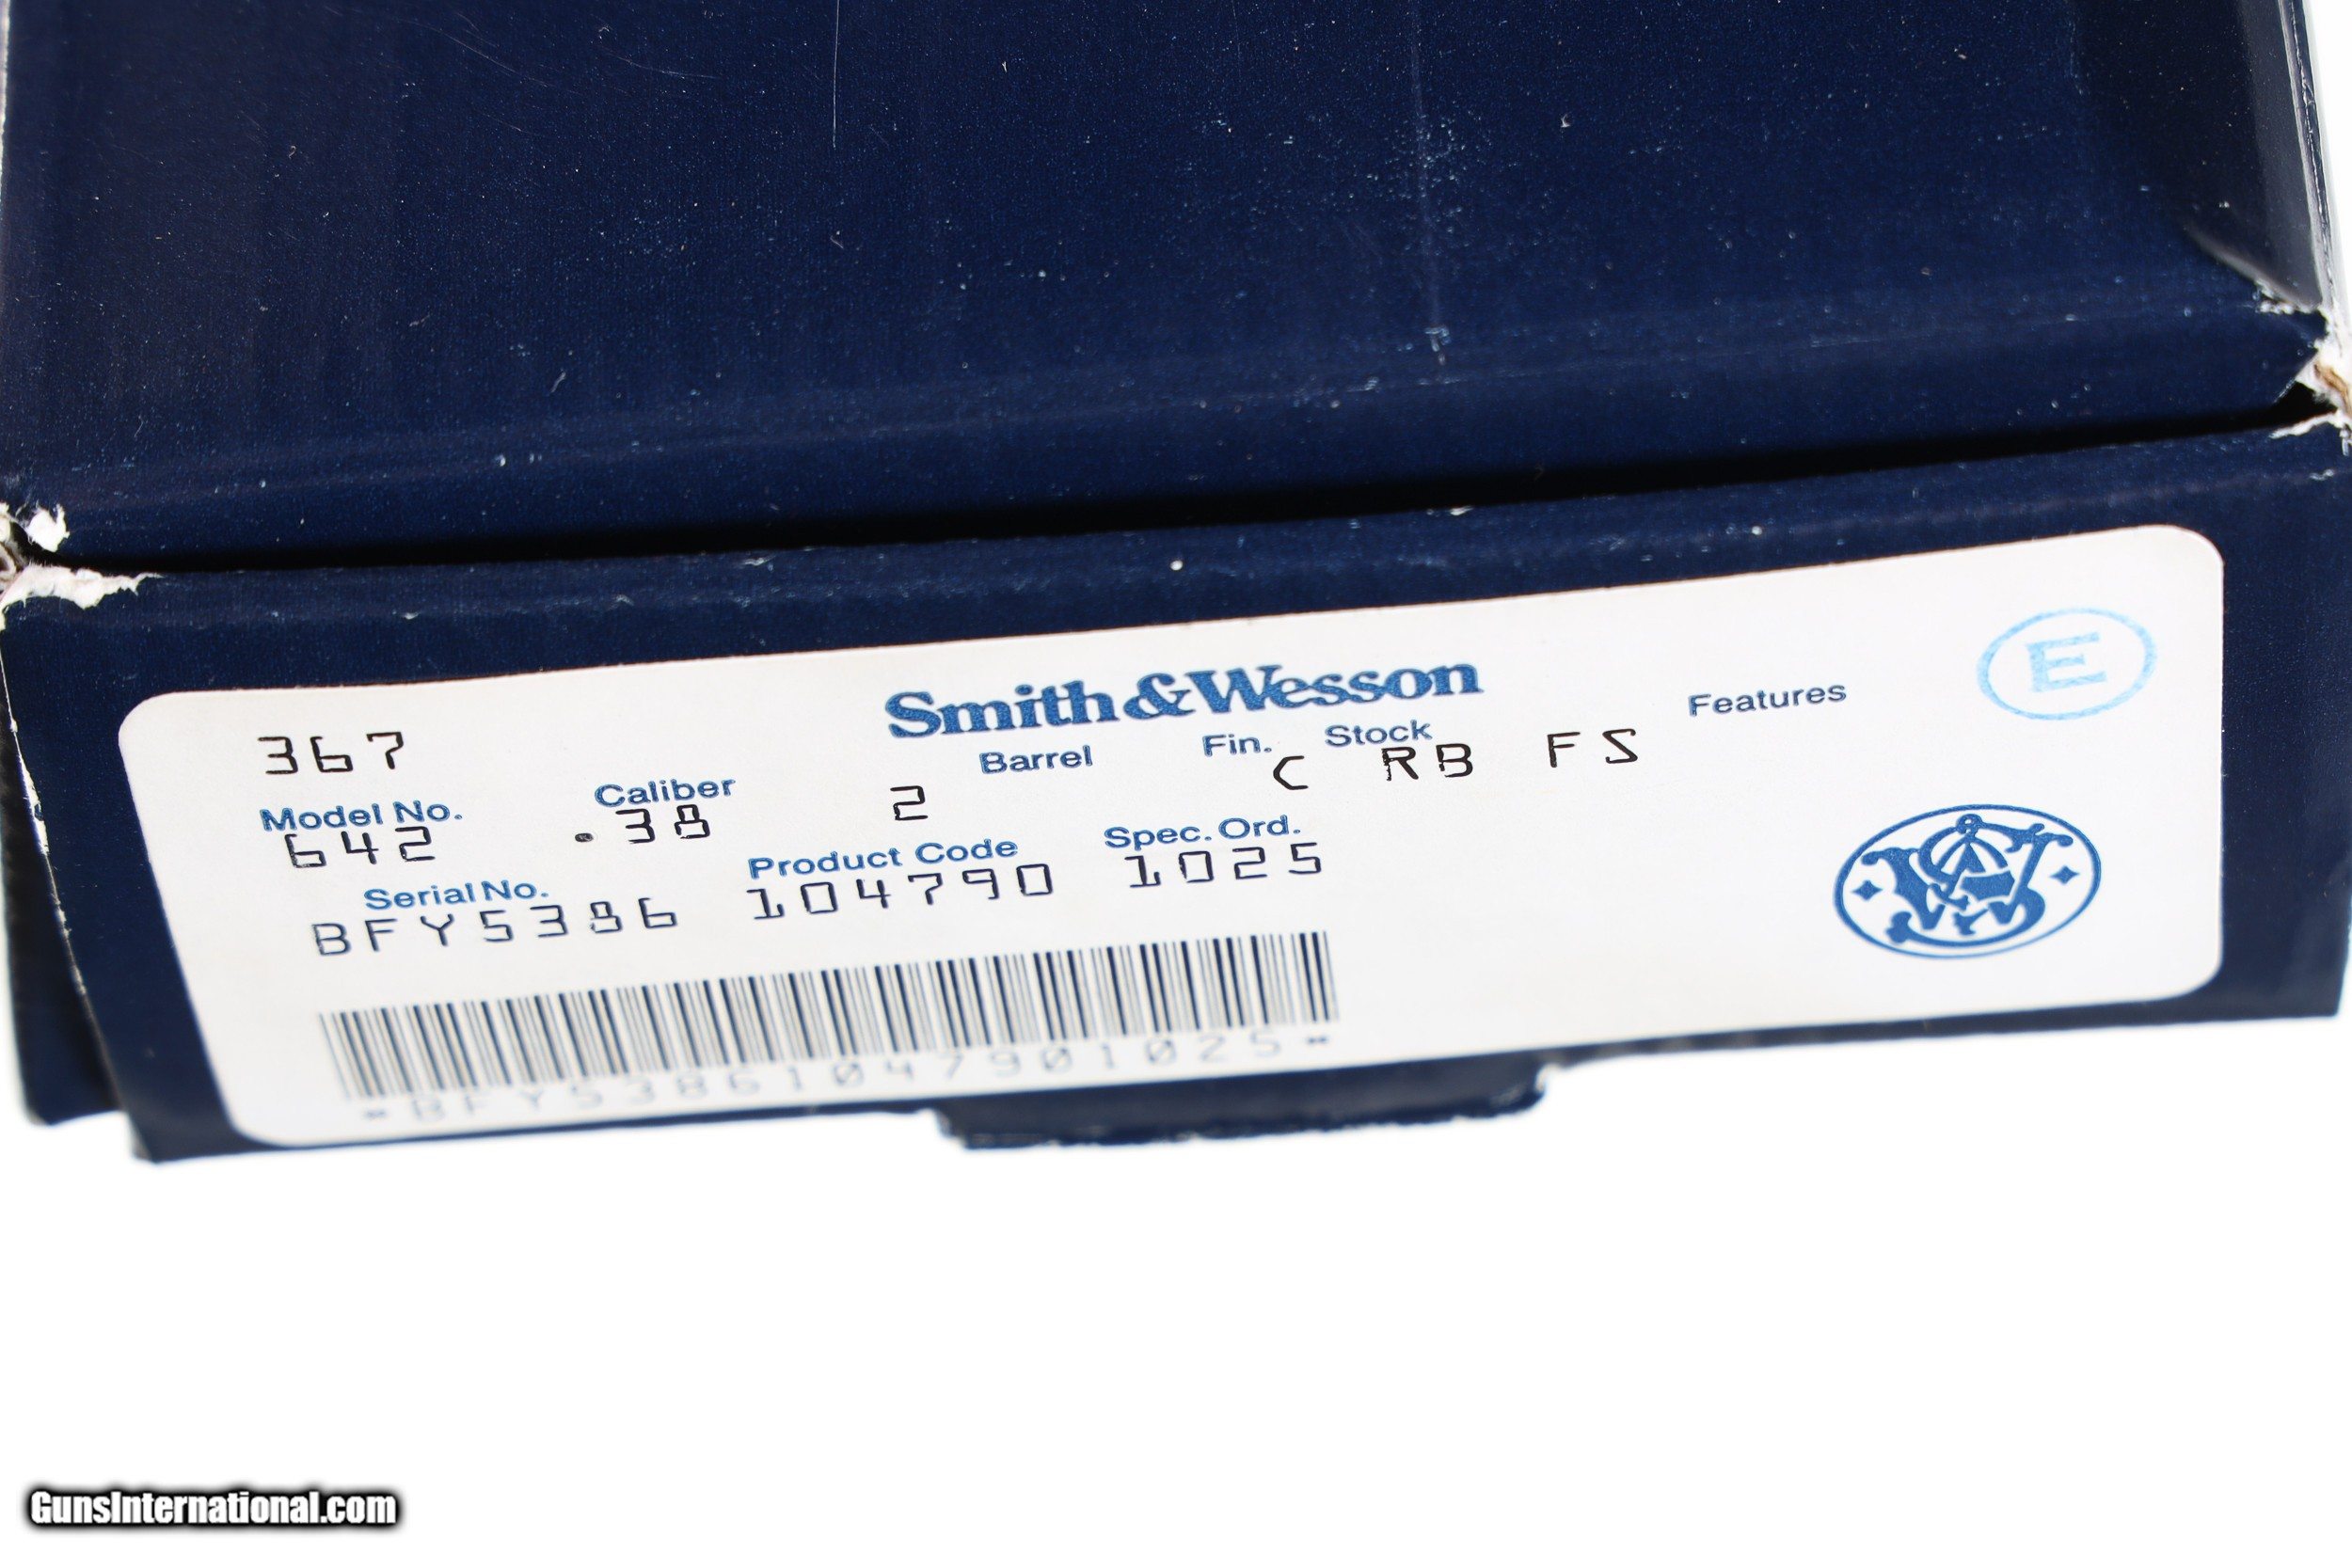 Smith&Wesson
E
367
Model No. Caliber Barrel Fin. Stock Features
642 .38 2 C RB FS
Serial No. Product Code Spec. Ord.
BFY5386 104790 1025
*BFY53861047901025*
GunsInternational.com